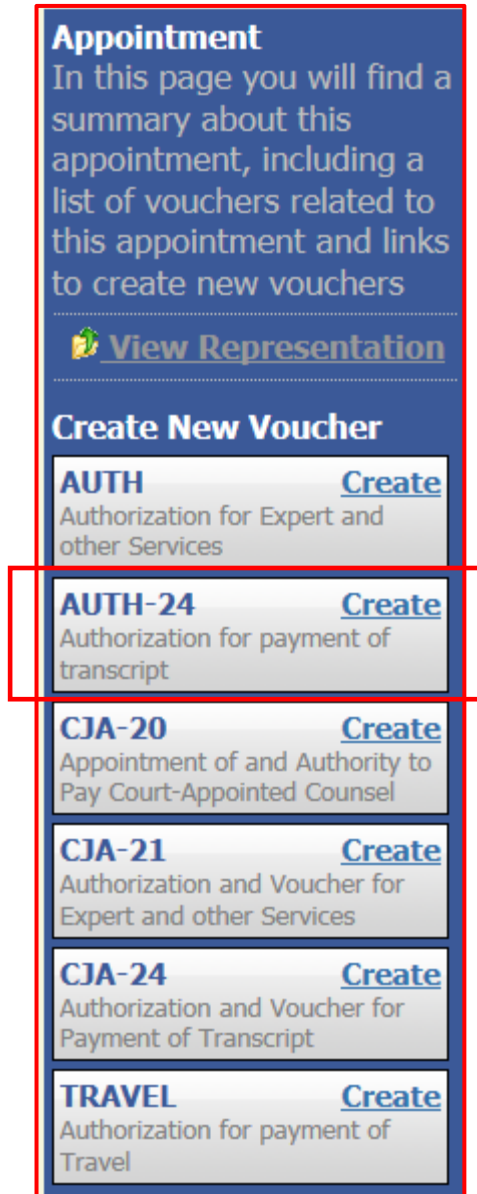 Appointment
In this page you will find a
summary about this
appointment, including a
list of vouchers related to
this appointment and links
to create new vouchers
View Representation
Create New Voucher
AUTH Create
Authorization for Expert and
other Services
AUTH-24 Create
Authorization for payment of
transcript
CJA-20 Create
Appointment of and Authority to
Pay Court-Appointed Counsel
CJA-21 Create
Authorization and Voucher for
Expert and other Services
CJA-24 Create
Authorization and Voucher for
Payment of Transcript
TRAVEL Create
Authorization for payment of
Travel